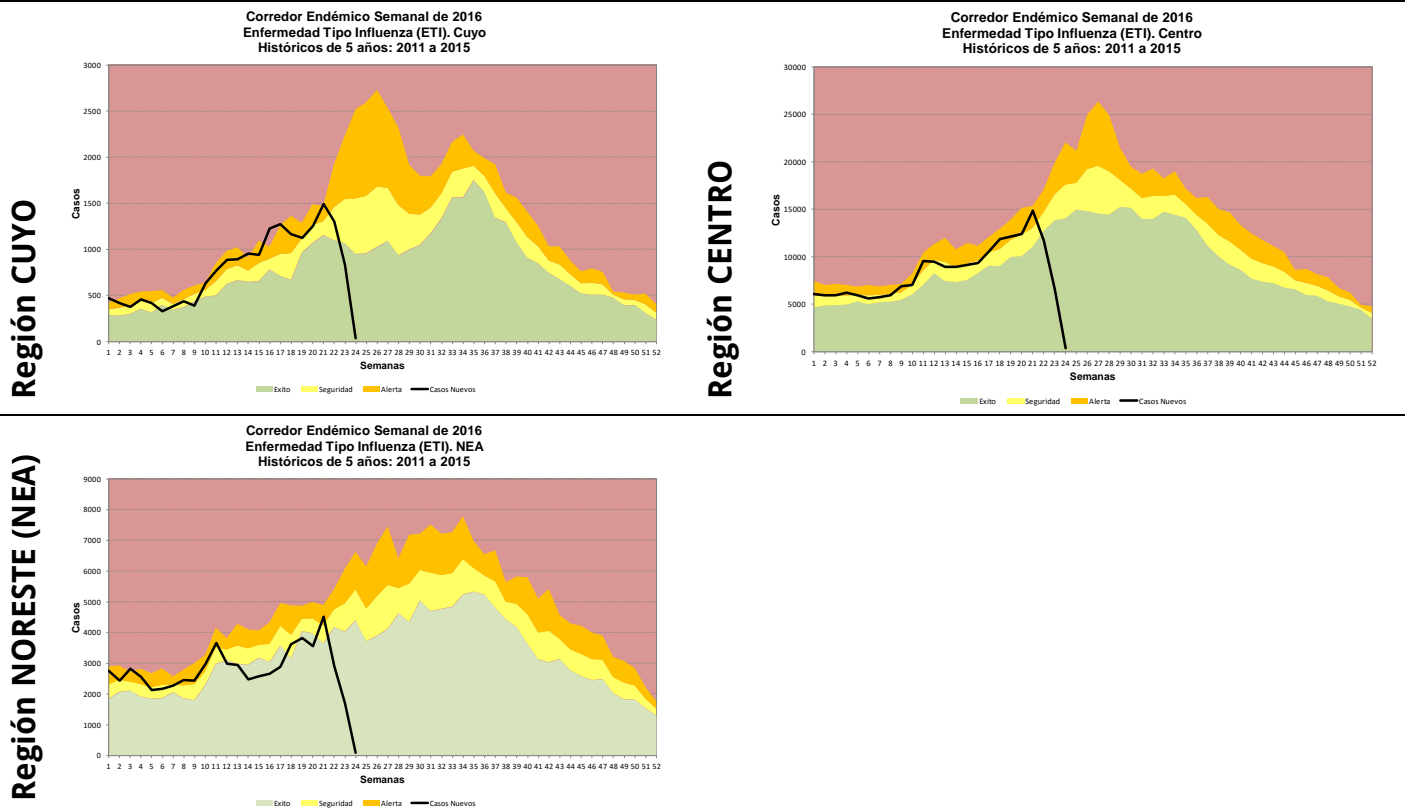 Región CUYO
Corredor Endémico Semanal de 2016
Enfermedad Tipo Influenza (ETI). Cuyo
Históricos de 5 años: 2011 a 2015
Casos
3000
2500
2000
1500
1000
500
0
1 2 3 4 5 6 7 8 9 10 11 12 13 14 15 16 17 18 19 20 21 22 23 24 25 26 27 28 29 30 31 32 33 34 35 36 37 38 39 40 41 42 43 44 45 46 47 48 49 50 51 52
Semanas
Exito Seguridad Alerta Casos Nuevos
Región CENTRO
Corredor Endémico Semanal de 2016
Enfermedad Tipo Influenza (ETI). Centro
Históricos de 5 años: 2011 a 2015
Casos
30000
25000
20000
15000
10000
5000
0
1 2 3 4 5 6 7 8 9 10 11 12 13 14 15 16 17 18 19 20 21 22 23 24 25 26 27 28 29 30 31 32 33 34 35 36 37 38 39 40 41 42 43 44 45 46 47 48 49 50 51 52
Semanas
Exito Seguridad Alerta Casos Nuevos
Región NORESTE (NEA)
Corredor Endémico Semanal de 2016
Enfermedad Tipo Influenza (ETI). NEA
Históricos de 5 años: 2011 a 2015
Casos
9000
8000
7000
6000
5000
4000
3000
2000
1000
0
1 2 3 4 5 6 7 8 9 10 11 12 13 14 15 16 17 18 19 20 21 22 23 24 25 26 27 28 29 30 31 32 33 34 35 36 37 38 39 40 41 42 43 44 45 46 47 48 49 50 51 52
Semanas
Exito Seguridad Alerta Casos Nuevos